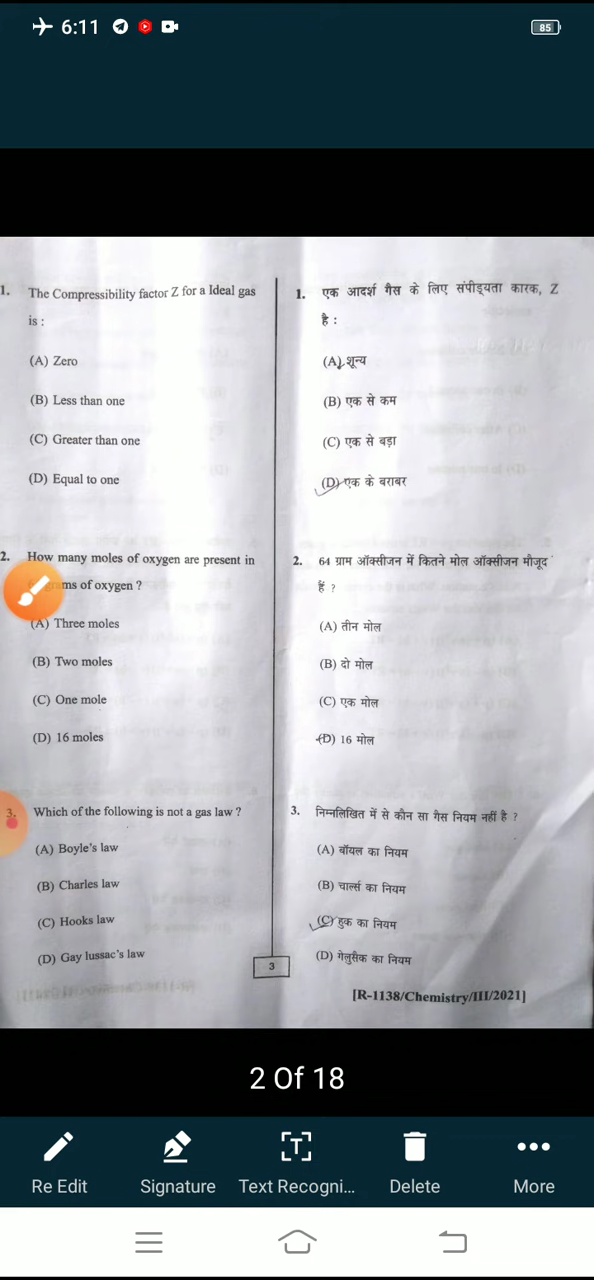 6:11
85
1. The Compressibility factor Z for a Ideal gas
is :
(A) Zero
(B) Less than one
(C) Greater than one
(D) Equal to one
2. How many moles of oxygen are present in
ms of oxygen ?
(A) Three moles
(B) Two moles
(C) One mole
(D) 16 moles
3. Which of the following is not a gas law ?
(A) Boyle's law
(B) Charles law
(C) Hooks law
(D) Gay lussac's law
1. एक आदर्श गैस के लिए संपीड्यता कारक, Z
है :
(A) शून्य
(B) एक से कम
(C) एक से बड़ा
(D) एक के बराबर
2. 64 ग्राम ऑक्सीजन में कितने मोल ऑक्सीजन मौजूद
हैं ?
(A) तीन मोल
(B) दो मोल
(C) एक मोल
(D) 16 मोल
3. निम्नलिखित में से कौन सा गैस नियम नहीं है ?
(A) बॉयल का नियम
(B) चार्ल्स का नियम
(C) हुक का नियम
(D) गेलुसैक का नियम
3
[R-1138/Chemistry/III/2021]
2 Of 18
Re Edit
Signature
Text Recogni...
Delete
More